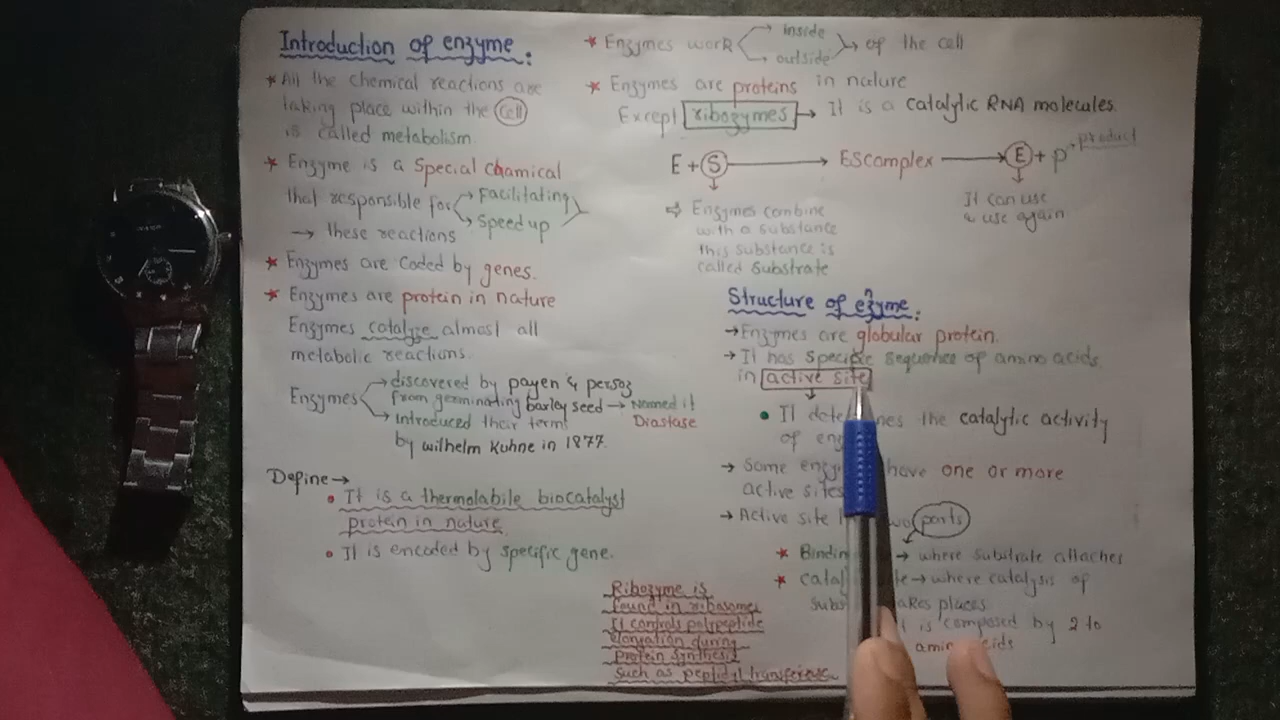 Introduction of enzyme:
* All the chemical reactions are
taking place within the cell
is called metabolism
* Enzyme is a special chamical
that responsible for → Facilitating
→ Speed up
→ these reactions
* Enzymes are coded by genes.
* Enzymes are protein in nature
Enzymes catalyze almost all
metabolic reactions.
Enzymes → discovered by payen & persoz
from germinating barley seed → Named it
Diastase
→ Introduced their term
by wilhelm Kuhne in 1877.
Define →
• It is a thermolabile biocatalyst
protein in nature
• It is encoded by specific gene.
* Enzymes work → inside
→ outside → of the cell
* Enzymes are proteins in nature
Except ribozymes → It is a catalytic RNA molecules.
E + S → ES complex → E + P → product
⇒ Enzymes combine
with a substance
this substance is
called substrate
It can use
& use again
Structure of enzyme:
→ Enzymes are globular protein.
→ It has specific sequence of amino acids
in active site
• It the catalytic activity
of
→ Some have one or more
active sites
→ Active site parts
* → where substrate attaches
* → where catalysis of
places
is composed by 2 to
Ribozyme is
found in ribosomes
It controls polypeptide
elongation during
protein synthesis
such as peptidyl